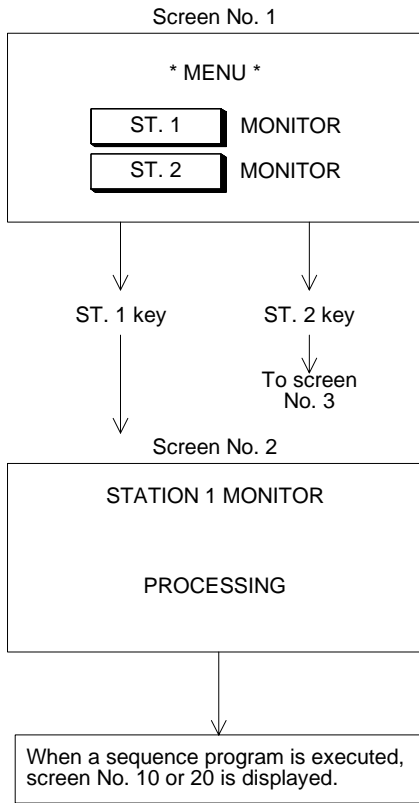 Screen No. 1
* MENU *
ST. 1 MONITOR
ST. 2 MONITOR
ST. 1 key ST. 2 key
To screen
No. 3
Screen No. 2
STATION 1 MONITOR
PROCESSING
When a sequence program is executed,
screen No. 10 or 20 is displayed.